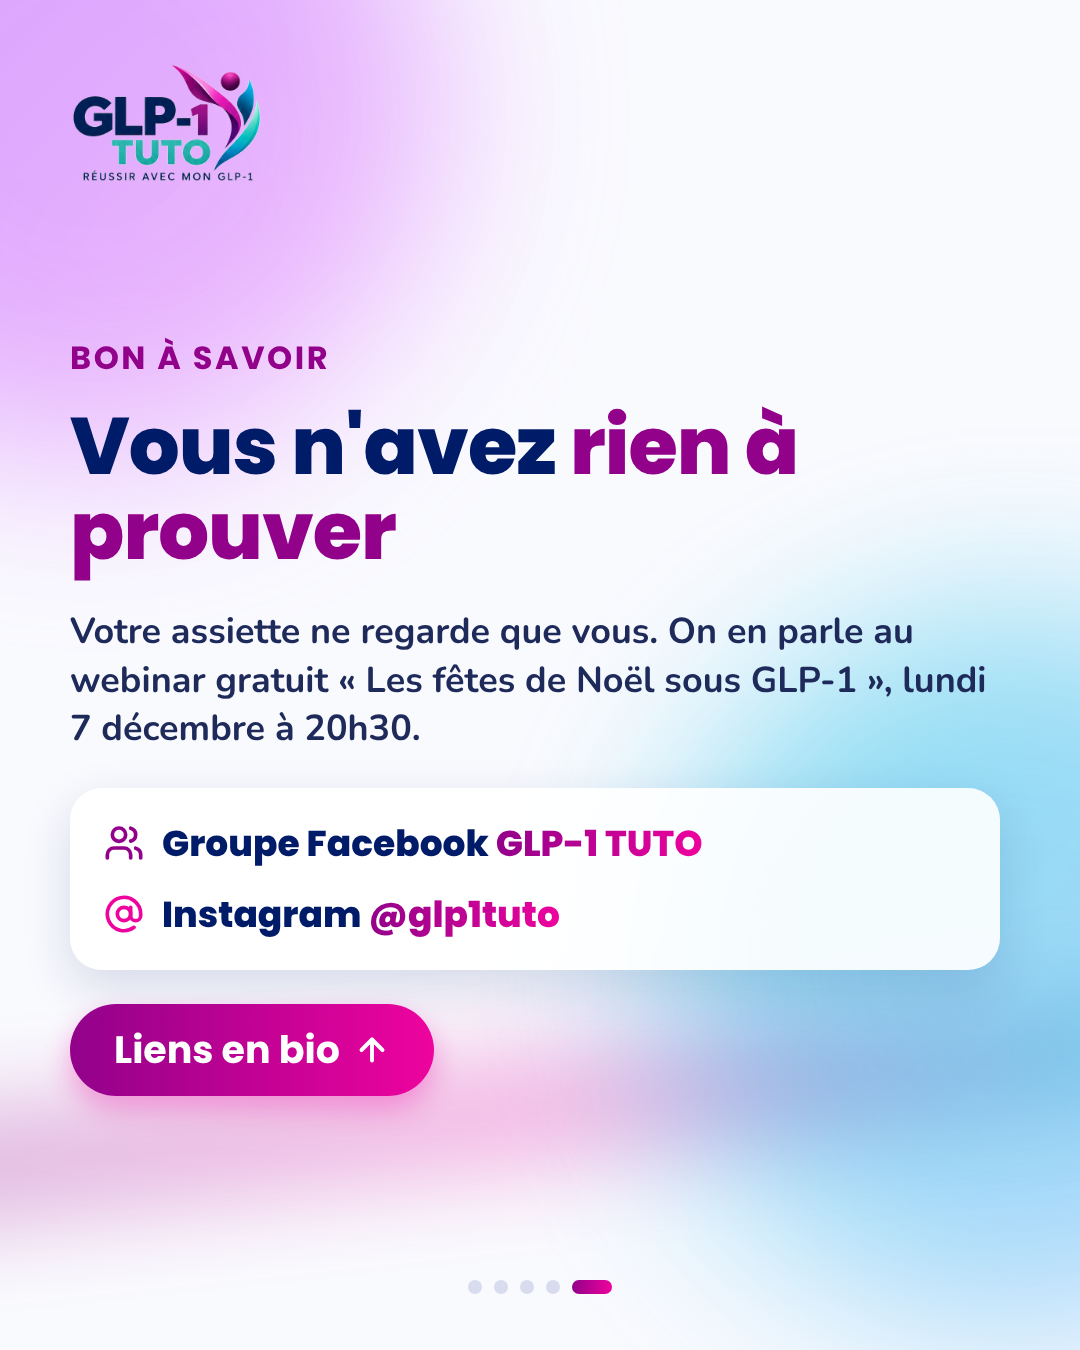 GLP-1
TUTO
RÉUSSIR AVEC MON GLP-1
BON À SAVOIR
Vous n'avez rien à
prouver
Votre assiette ne regarde que vous. On en parle au
webinar gratuit « Les fêtes de Noël sous GLP-1 », lundi
7 décembre à 20h30.
Groupe Facebook GLP-1 TUTO
Instagram @glp1tuto
Liens en bio ↑